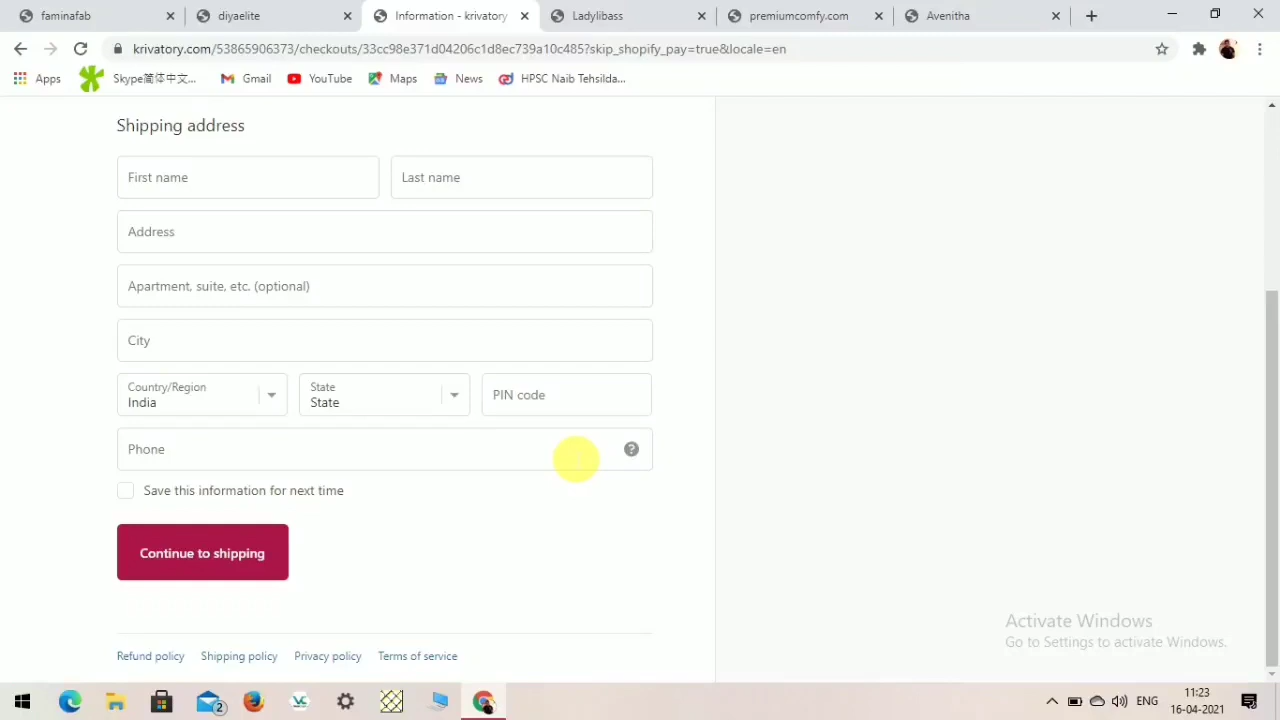 faminafab
diyaelite
Information - krivatory
Ladylibass
premiumcomfy.com
Avenitha
krivatory.com/53865906373/checkouts/33cc98e371d04206c1d8ec739a10c485?skip_shopify_pay=true&locale=en
Apps
Skype简体中文...
Gmail
YouTube
Maps
News
HPSC Naib Tehsilda...
Shipping address
First name
Last name
Address
Apartment, suite, etc. (optional)
City
Country/Region
India
State
State
PIN code
Phone
Save this information for next time
Continue to shipping
Refund policy
Shipping policy
Privacy policy
Terms of service
Activate Windows
Go to Settings to activate Windows.
2
ENG
11:23
16-04-2021